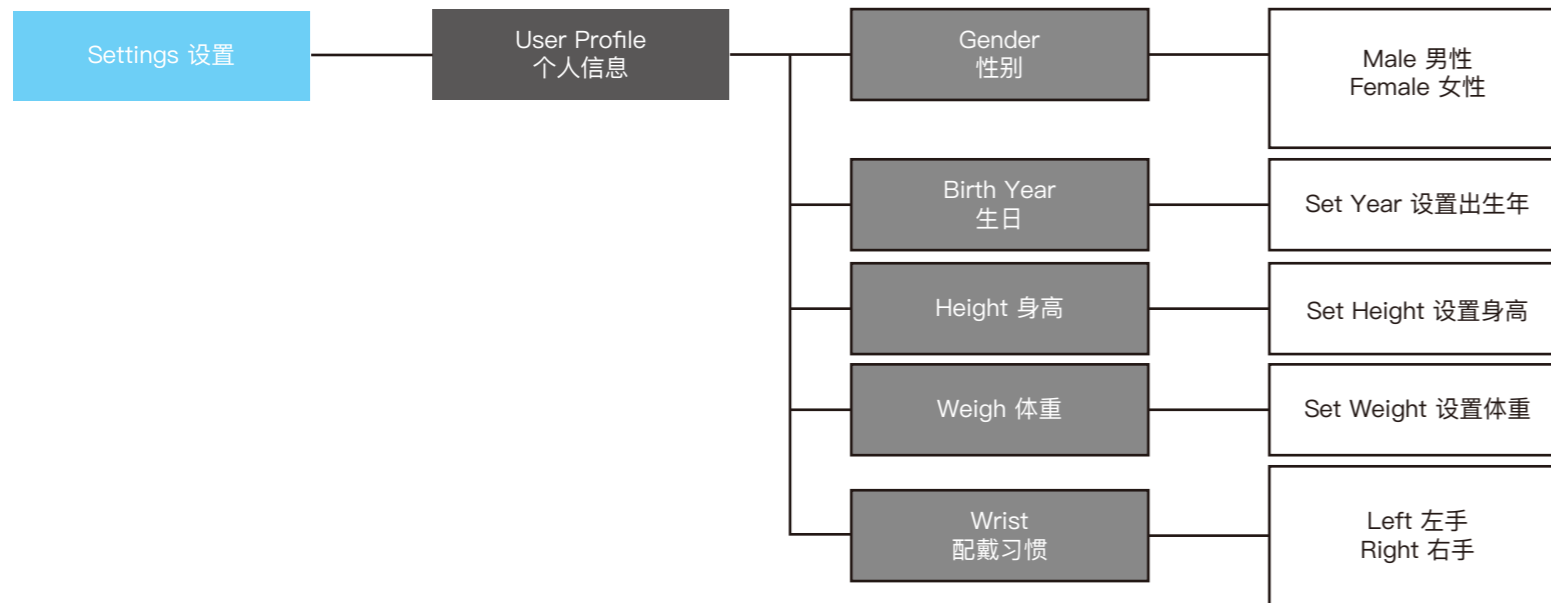 Settings 设置
User Profile
个人信息
Gender
性别
Male 男性
Female 女性
Birth Year
生日
Set Year 设置出生年
Height 身高
Set Height 设置身高
Weigh 体重
Set Weight 设置体重
Wrist
配戴习惯
Left 左手
Right 右手